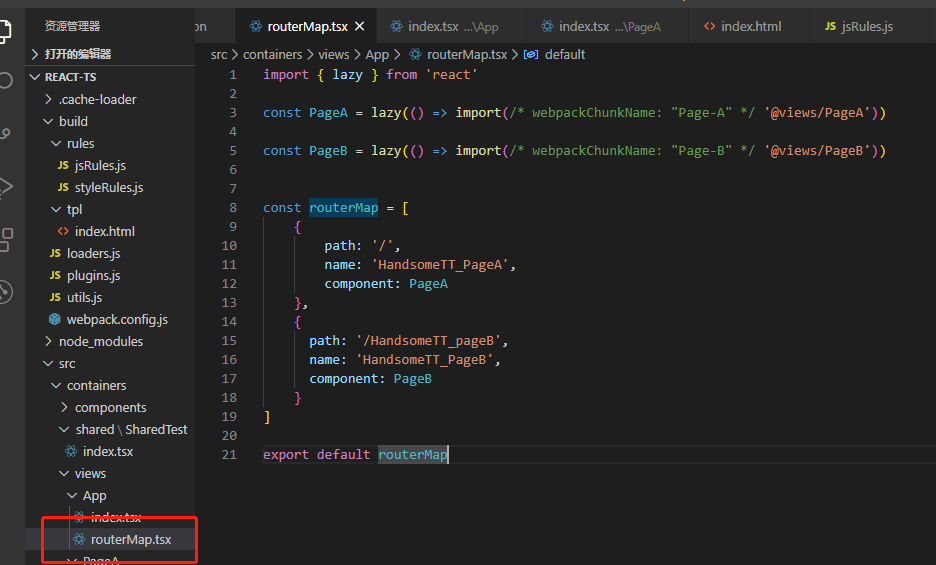 资源管理器
打开的编辑器
REACT-TS
.cache-loader
build
rules
jsRules.js
styleRules.js
tpl
index.html
loaders.js
plugins.js
utils.js
webpack.config.js
node_modules
src
containers
components
shared \ SharedTest
index.tsx
views
App
index.tsx
routerMap.tsx
PageA
on
routerMap.tsx
index.tsx ...\App
index.tsx ...\PageA
index.html
JS jsRules.js
src > containers > views > App > routerMap.tsx > default
1 import { lazy } from 'react'
2
3 const PageA = lazy(() => import(/* webpackChunkName: "Page-A" */ '@views/PageA'))
4
5 const PageB = lazy(() => import(/* webpackChunkName: "Page-B" */ '@views/PageB'))
6
7
8 const routerMap = [
9 {
10 path: '/',
11 name: 'HandsomeTT_PageA',
12 component: PageA
13 },
14 {
15 path: '/HandsomeTT_pageB',
16 name: 'HandsomeTT_PageB',
17 component: PageB
18 }
19 ]
20
21 export default routerMap